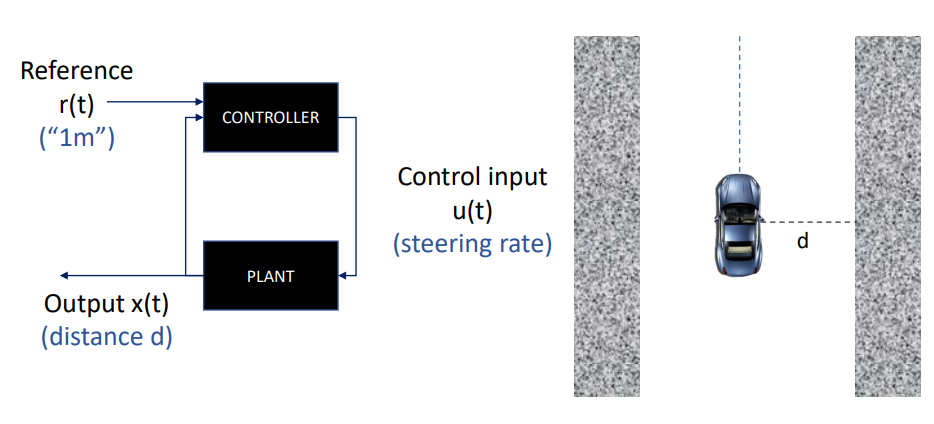 Reference
r(t)
(“1m”)
CONTROLLER
Control input
u(t)
(steering rate)
PLANT
Output x(t)
(distance d)
d